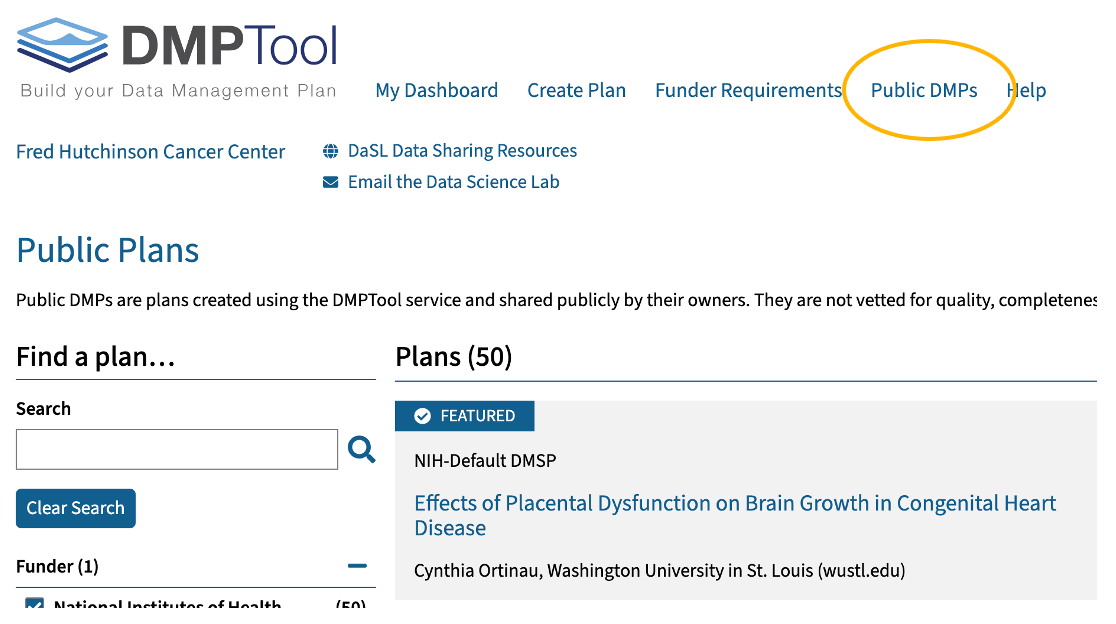 DMPTool
Build your Data Management Plan
My Dashboard Create Plan Funder Requirements Public DMPs Help
Fred Hutchinson Cancer Center
DaSL Data Sharing Resources
Email the Data Science Lab
Public Plans
Public DMPs are plans created using the DMPTool service and shared publicly by their owners. They are not vetted for quality, completenes
Find a plan...
Search
Clear Search
Funder (1)
National Institutes of Health (50)
Plans (50)
FEATURED
NIH-Default DMSP
Effects of Placental Dysfunction on Brain Growth in Congenital Heart
Disease
Cynthia Ortinau, Washington University in St. Louis (wustl.edu)